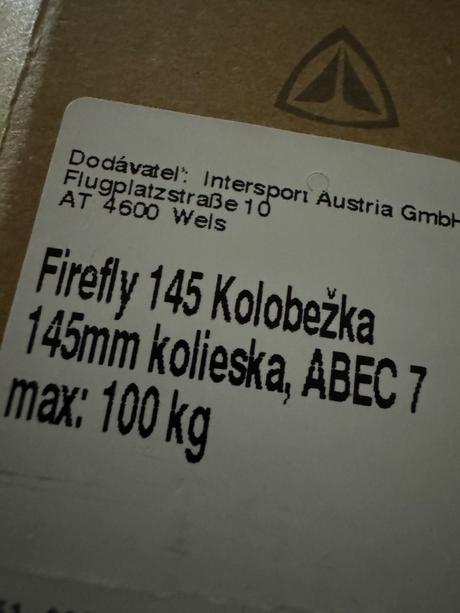 Dodávateľ: Intersport Austria GmbH
Flugplatzstraße 10
AT 4600 Wels
Firefly 145 Kolobežka
145mm kolieska, ABEC 7
max: 100 kg